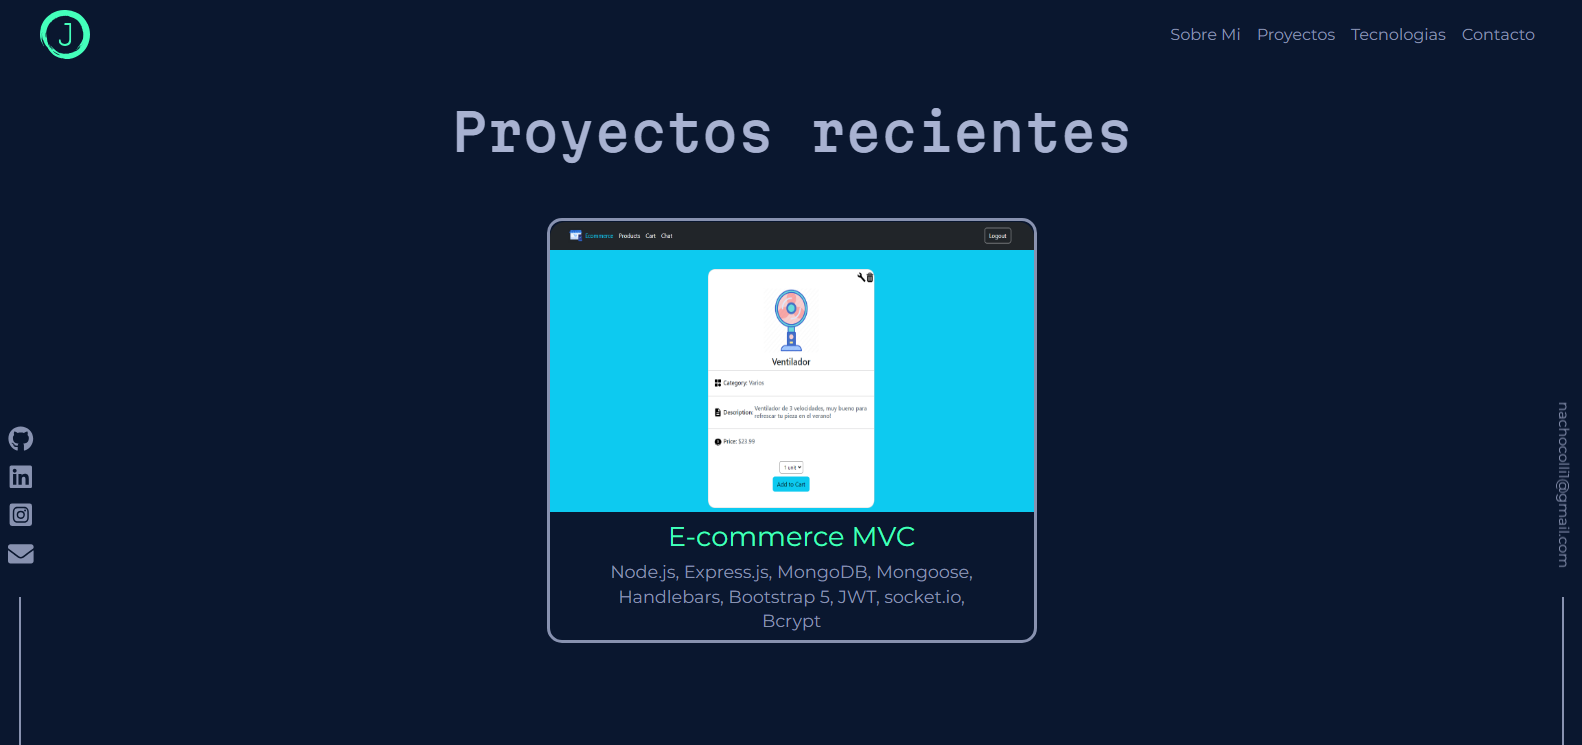 J
Sobre Mi Proyectos Tecnologias Contacto
Proyectos recientes
Ecommerce Products Cart Chat Logout
Ventilador
Category: Varios
Description: Ventilador de 3 velocidades, muy bueno para
refrescar tu pieza en el verano!
Price: $23.99
1 unit
Add to Cart
E-commerce MVC
Node.js, Express.js, MongoDB, Mongoose,
Handlebars, Bootstrap 5, JWT, socket.io,
Bcrypt
nachocolli1@gmail.com